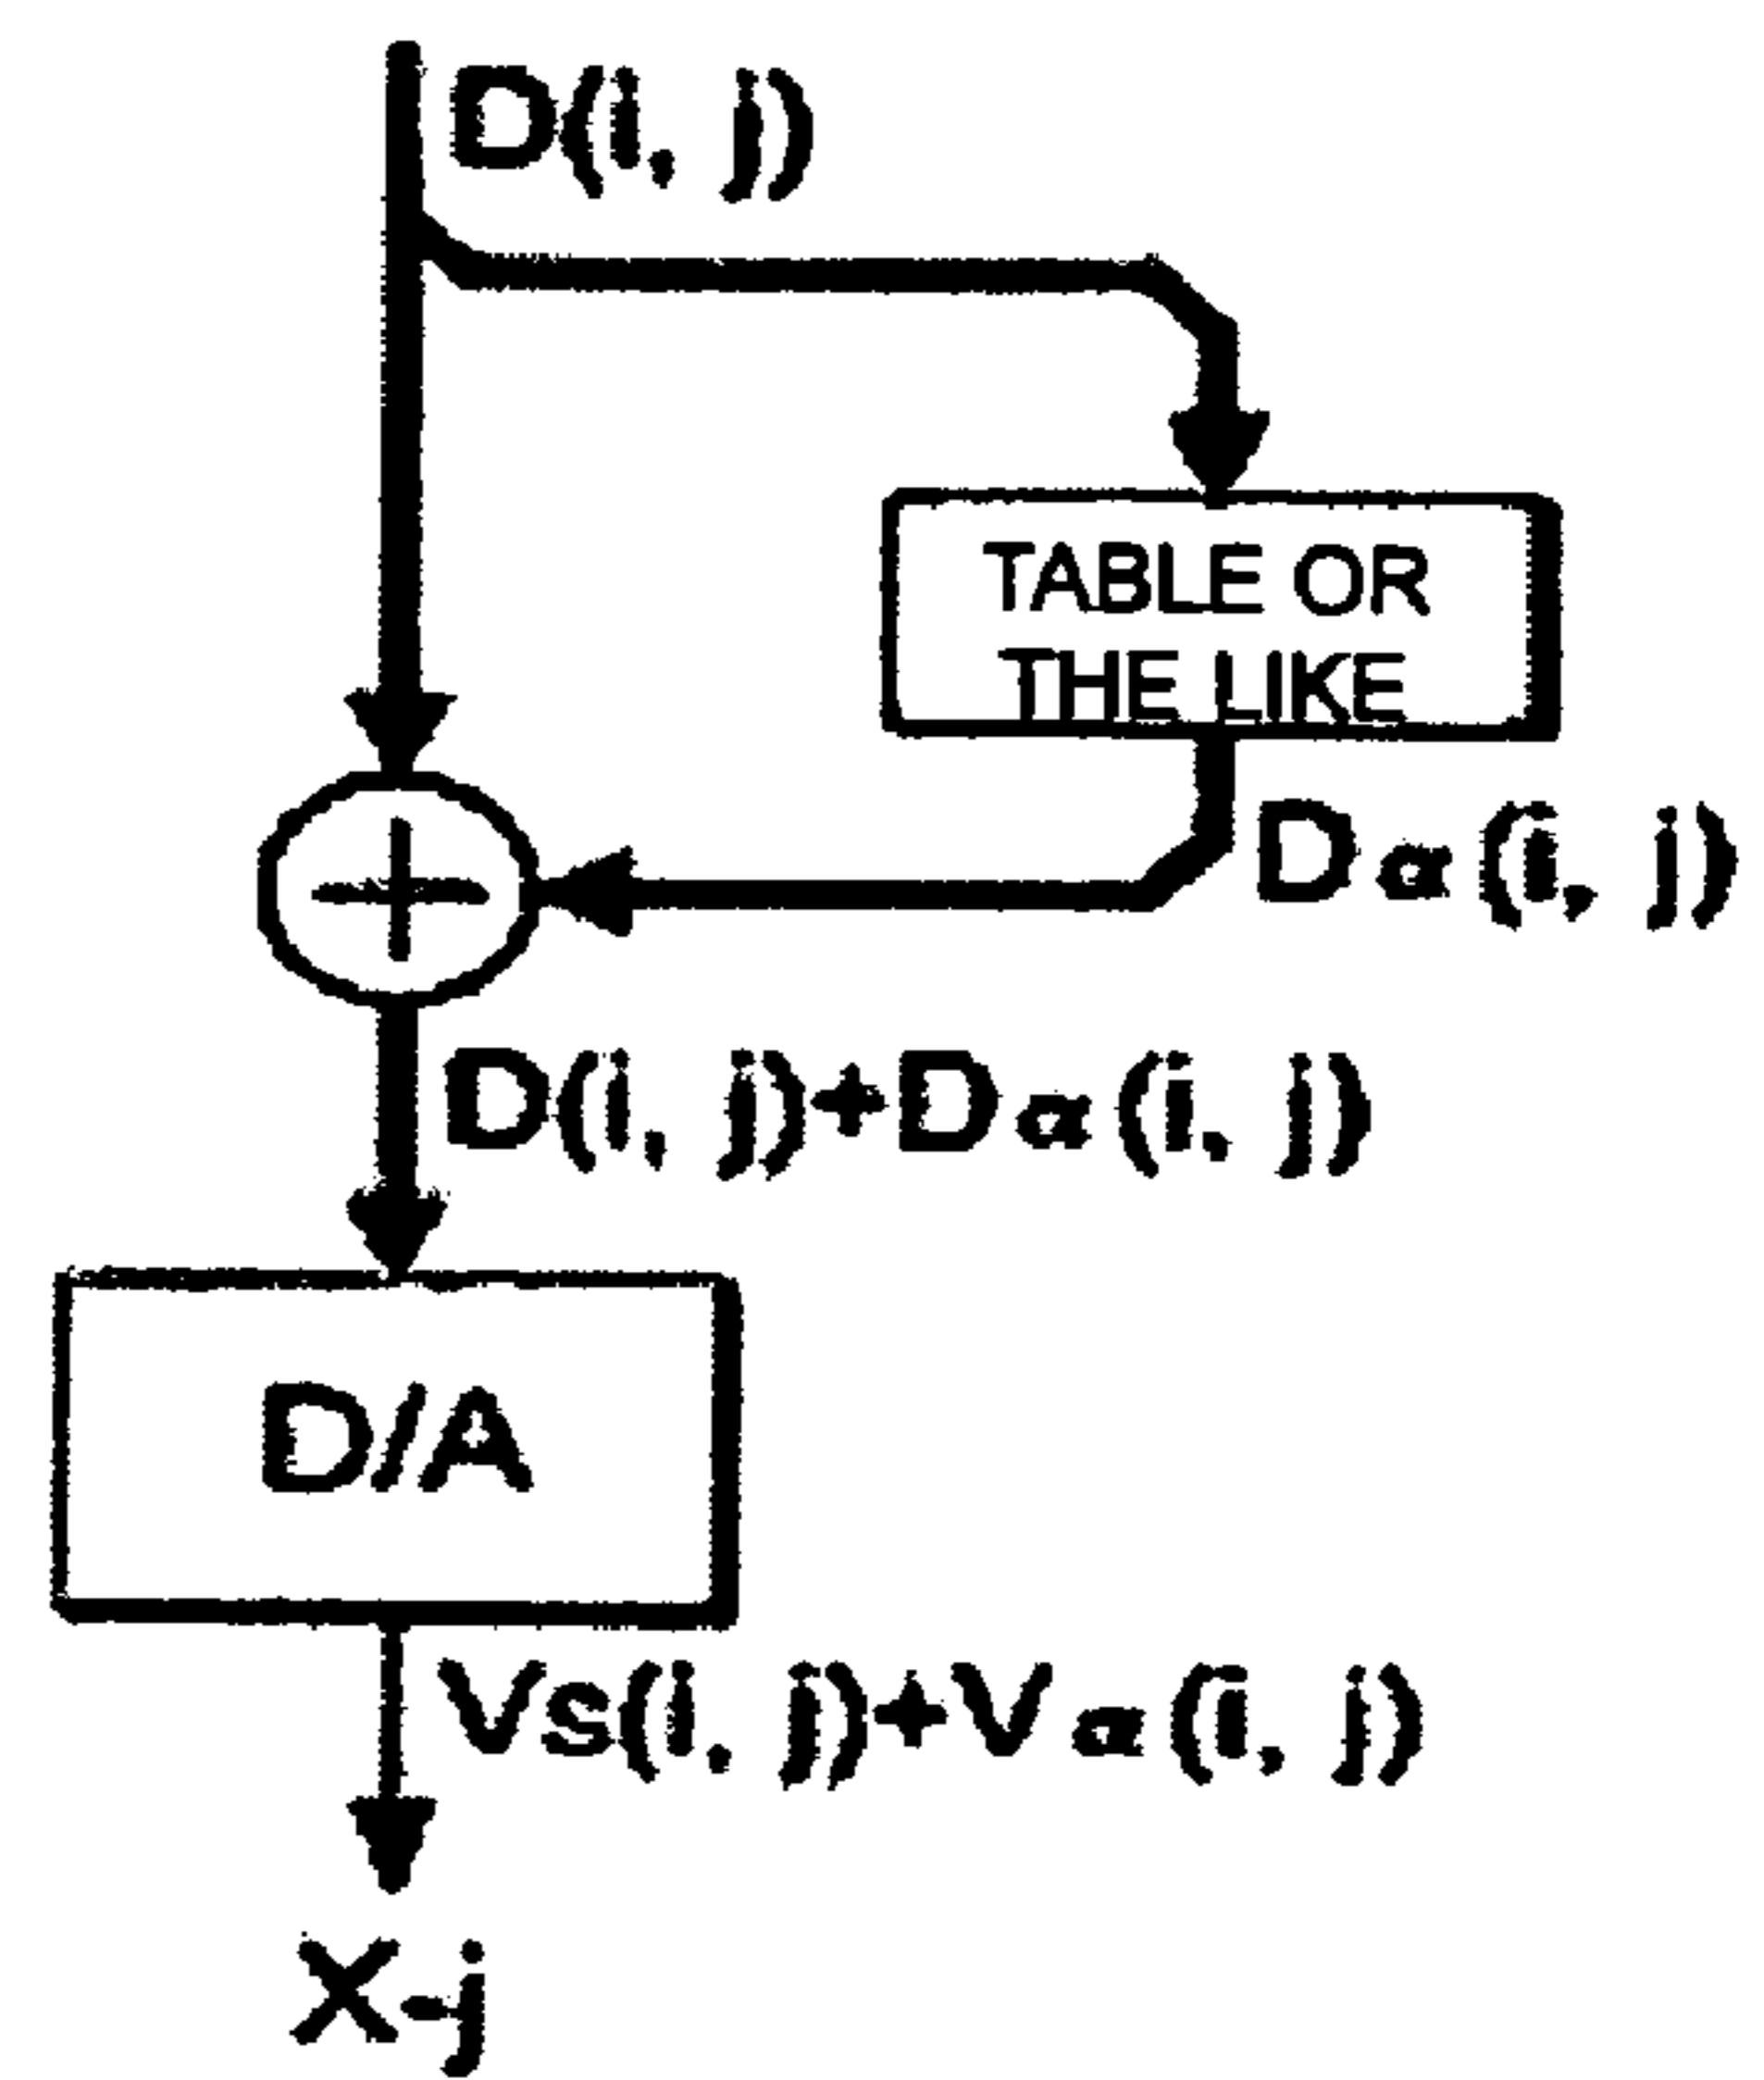 D(i, j)
TABLE OR
THE LIKE
Dα(i, j)
D(i, j)+Dα(i, j)
D/A
Vs(i, j)+Vα(i, j)
X-j